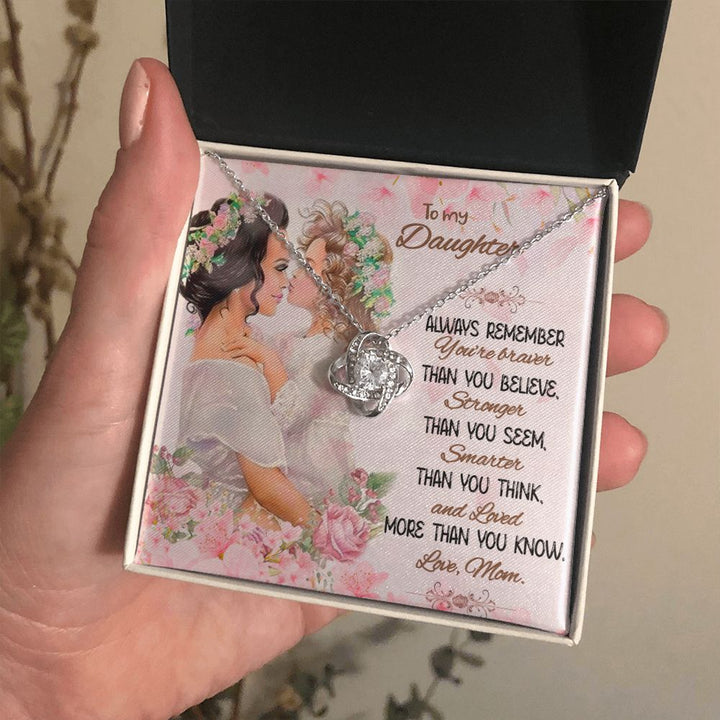 To my
Daughter
ALWAYS REMEMBER
You're braver
THAN YOU BELIEVE,
Stronger
THAN YOU SEEM,
Smarter
THAN YOU THINK,
and Loved
MORE THAN YOU KNOW.
Love, Mom.